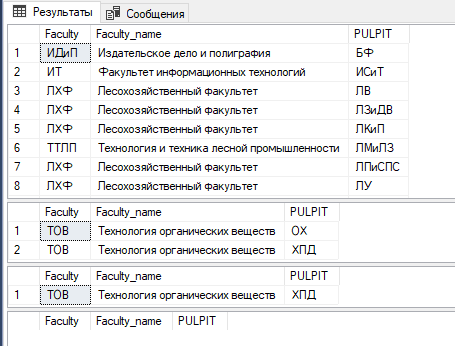 Результаты Сообщения
Faculty Faculty_name PULPIT
1 ИДиП Издательское дело и полиграфия БФ
2 ИТ Факультет информационных технологий ИСиТ
3 ЛХФ Лесохозяйственный факультет ЛВ
4 ЛХФ Лесохозяйственный факультет ЛЗиДВ
5 ЛХФ Лесохозяйственный факультет ЛКиП
6 ТТЛП Технология и техника лесной промышленности ЛМиЛЗ
7 ЛХФ Лесохозяйственный факультет ЛПиСПС
8 ЛХФ Лесохозяйственный факультет ЛУ
Faculty Faculty_name PULPIT
1 ТОВ Технология органических веществ ОХ
2 ТОВ Технология органических веществ ХПД
Faculty Faculty_name PULPIT
1 ТОВ Технология органических веществ ХПД
Faculty Faculty_name PULPIT